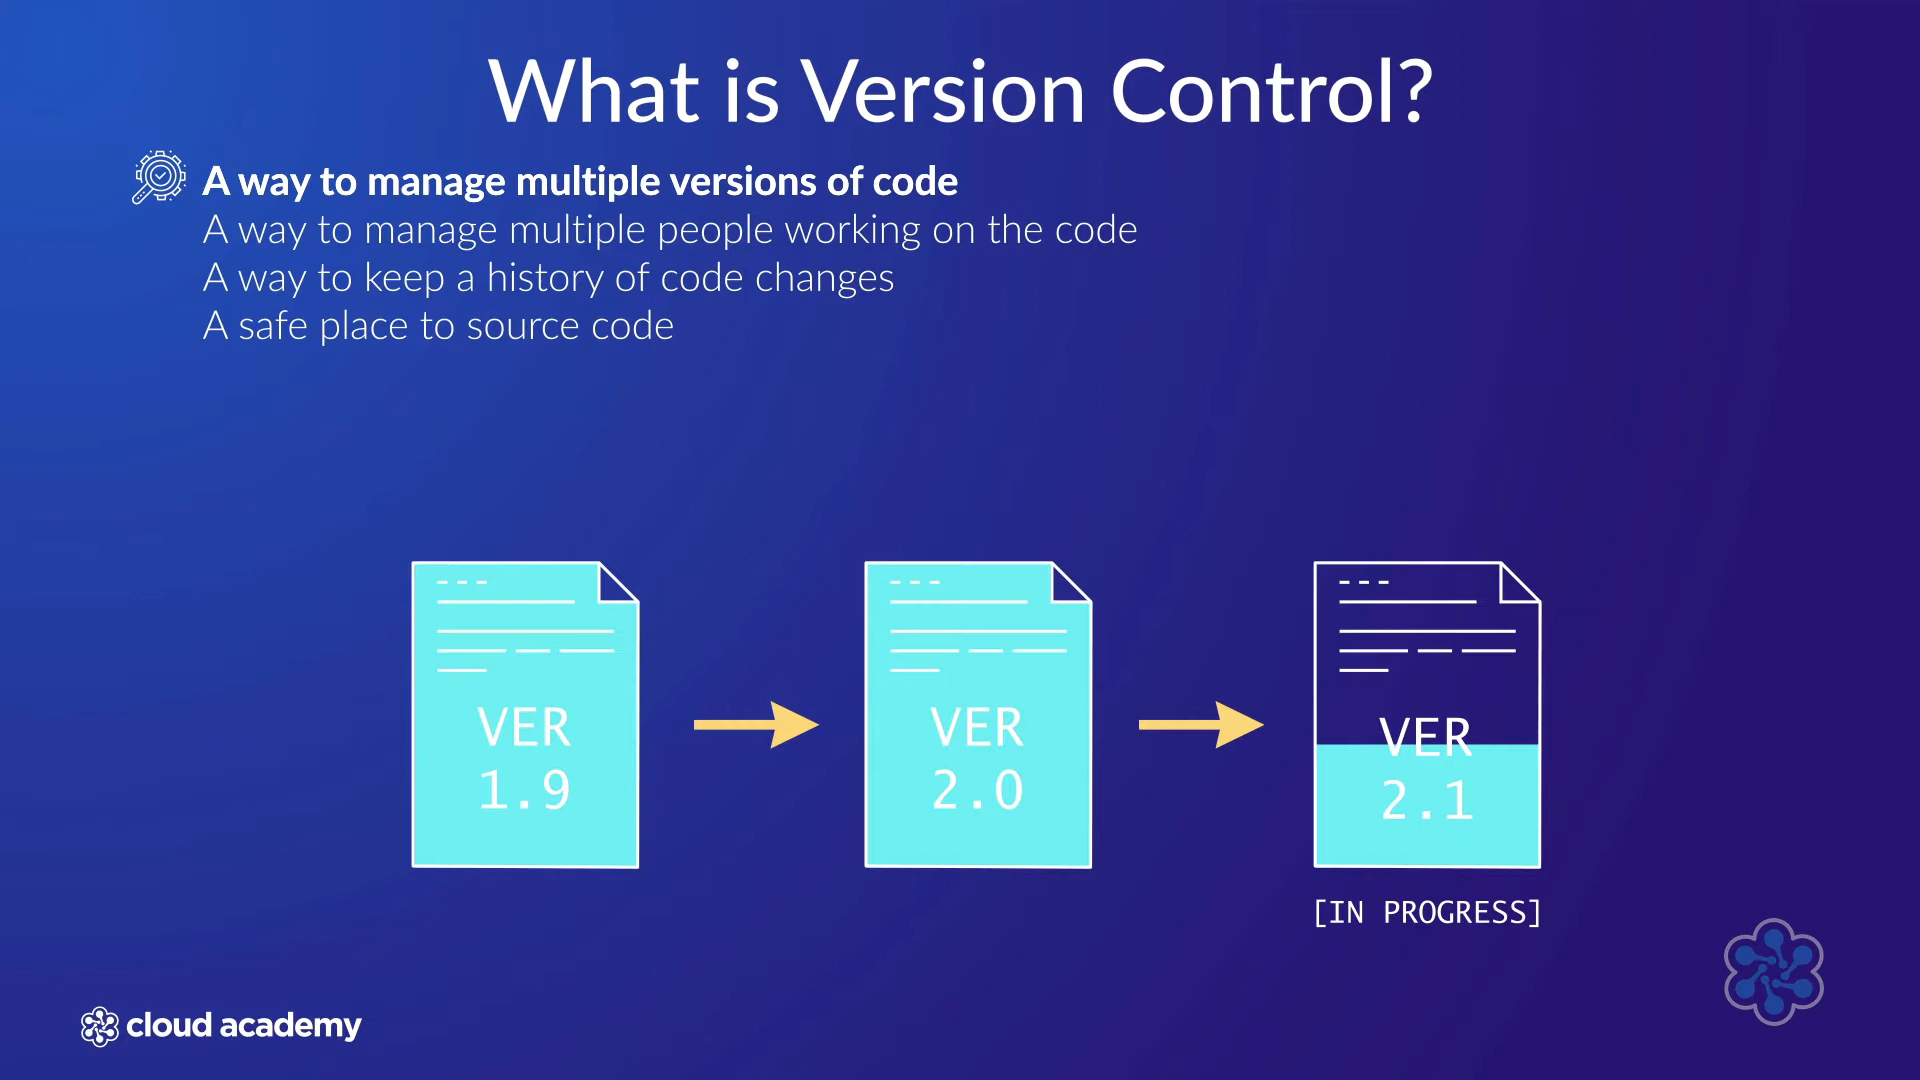 What is Version Control?
A way to manage multiple versions of code
A way to manage multiple people working on the code
A way to keep a history of code changes
A safe place to source code
VER
1.9
VER
2.0
VER
2.1
[IN PROGRESS]
cloud academy